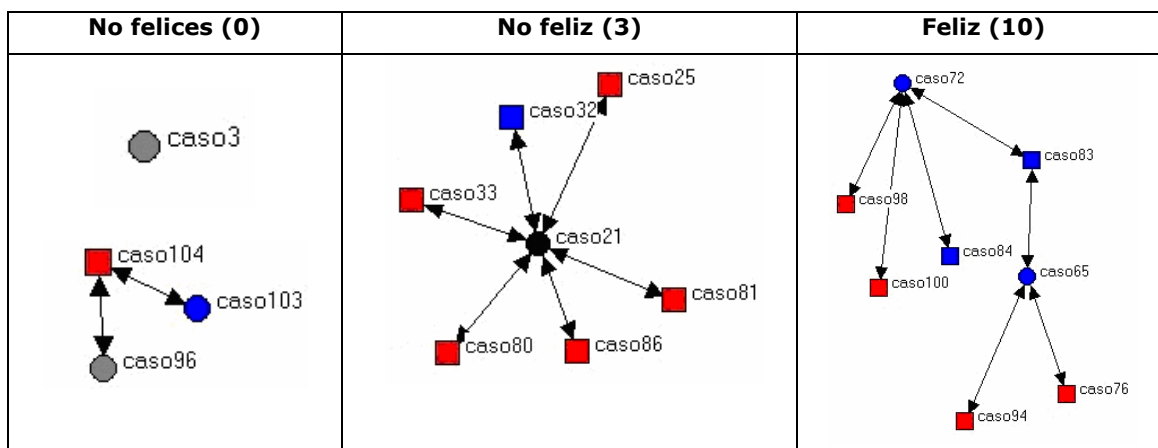 No felices (0)
No feliz (3)
Feliz (10)
caso3
caso104
caso103
caso96
caso25
caso32
caso33
caso21
caso81
caso80
caso86
caso72
caso83
caso98
caso84
caso65
caso100
caso76
caso94